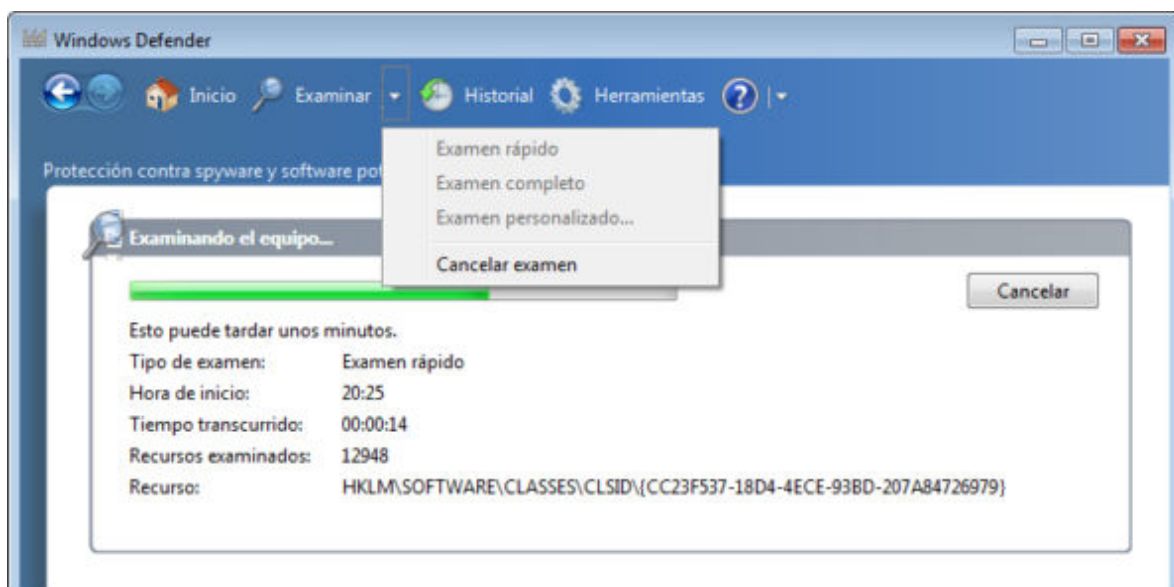 Windows Defender
Inicio Examinar Historial Herramientas
Examen rápido
Protección contra spyware y software pot
Examen completo
Examen personalizado...
Cancelar examen
Examinando el equipo...
Cancelar
Esto puede tardar unos minutos.
Tipo de examen: Examen rápido
Hora de inicio: 20:25
Tiempo transcurrido: 00:00:14
Recursos examinados: 12948
Recurso: HKLM\SOFTWARE\CLASSES\CLSID\{CC23F537-18D4-4ECE-93BD-207A84726979}